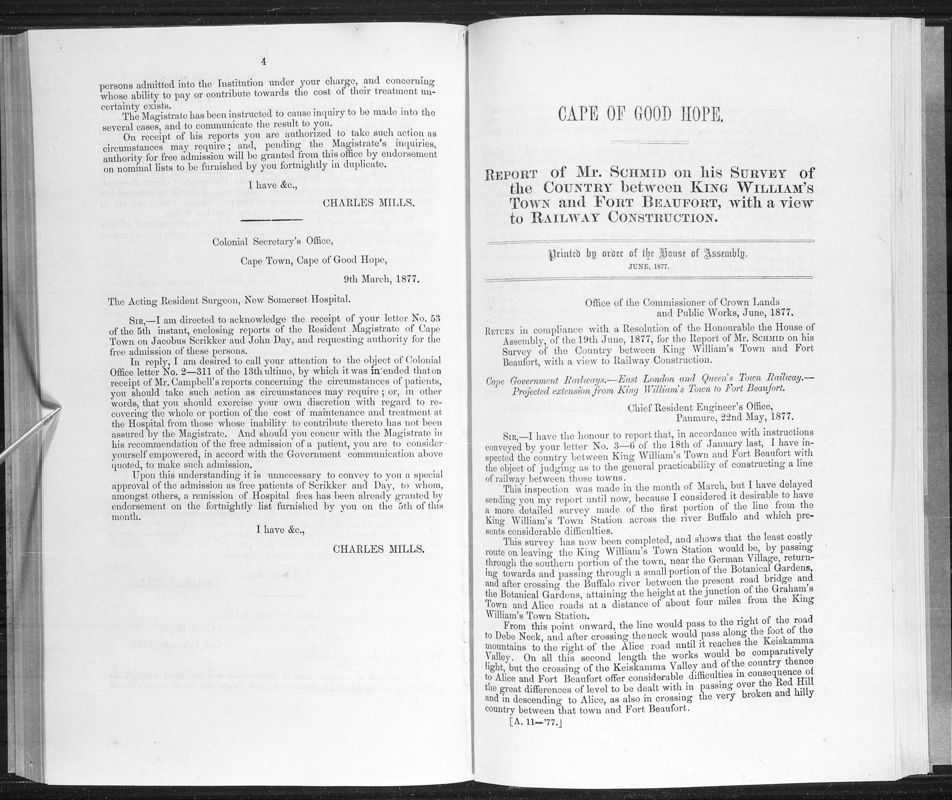 4
persons admitted into the Institution under your charge, and concerning
whose ability to pay or contribute towards the cost of their treatment un-
certainty exists.
The Magistrate has been instructed to cause inquiry to be made into the
several cases, and to communicate the result to you.
On receipt of his reports you are authorized to take such action as
circumstances may require; and, pending the Magistrate's inquiries,
authority for free admission will be granted from this office by endorsement
on nominal lists to be furnished by you fortnightly in duplicate.
I have &c.,
CHARLES MILLS.
Colonial Secretary's Office,
Cape Town, Cape of Good Hope,
9th March, 1877.
The Acting Resident Surgeon, New Somerset Hospital.
SIR,—I am directed to acknowledge the receipt of your letter No. 53
of the 5th instant, enclosing reports of the Resident Magistrate of Cape
Town on Jacobus Scrikker and John Day, and requesting authority for the
free admission of these persons.
In reply, I am desired to call your attention to the object of Colonial
Office letter No. 2—311 of the 13th ultimo, by which it was in'ended that on
receipt of Mr. Campbell's reports concerning the circumstances of patients,
you should take such action as circumstances may require; or, in other
words, that you should exercise your own discretion with regard to re-
covering the whole or portion of the cost of maintenance and treatment at
the Hospital from those whose inability to contribute thereto has not been
assured by the Magistrate. And should you concur with the Magistrate in
his recommendation of the free admission of a patient, you are to consider
yourself empowered, in accord with the Government communication above
quoted, to make such admission.
Upon this understanding it is unnecessary to convey to you a special
approval of the admission as free patients of Scrikker and Day, to whom,
amongst others, a remission of Hospital fees has been already granted by
endorsement on the fortnightly list furnished by you on the 5th of this
month.
I have &c.,
CHARLES MILLS.
CAPE OF GOOD HOPE.
REPORT of Mr. SCHMID on his SURVEY of
the COUNTRY between KING WILLIAM'S
TOWN and FORT BEAUFORT, with a view
to RAILWAY CONSTRUCTION.
Printed by order of the House of Assembly.
JUNE, 1877.
Office of the Commissioner of Crown Lands
and Public Works, June, 1877.
RETURN in compliance with a Resolution of the Honourable the House of
Assembly, of the 19th June, 1877, for the Report of Mr. SCHMID on his
Survey of the Country between King William's Town and Fort
Beaufort, with a view to Railway Construction.
Cape Government Railways.—East London and Queen's Town Railway.—
Projected extension from King William's Town to Fort Beaufort.
Chief Resident Engineer's Office,
Panmure, 22nd May, 1877.
SIR,—I have the honour to report that, in accordance with instructions
conveyed by your letter No. 3—6 of the 18th of January last, I have in-
spected the country between King William's Town and Fort Beaufort with
the object of judging as to the general practicability of constructing a line
of railway between those towns.
This inspection was made in the month of March, but I have delayed
sending you my report until now, because I considered it desirable to have
a more detailed survey made of the first portion of the line from the
King William's Town Station across the river Buffalo and which pre-
sents considerable difficulties.
This survey has now been completed, and shows that the least costly
route on leaving the King William's Town Station would be, by passing
through the southern portion of the town, near the German Village, return-
ing towards and passing through a small portion of the Botanical Gardens,
and after crossing the Buffalo river between the present road bridge and
the Botanical Gardens, attaining the height at the junction of the Graham's
Town and Alice roads at a distance of about four miles from the King
William's Town Station.
From this point onward, the line would pass to the right of the road
to Debe Neck, and after crossing the neck would pass along the foot of the
mountains to the right of the Alice road until it reaches the Keiskamma
Valley. On all this second length the works would be comparatively
light, but the crossing of the Keiskamma Valley and of the country thence
to Alice and Fort Beaufort offer considerable difficulties in consequence of
the great differences of level to be dealt with in passing over the Red Hill
and in descending to Alice, as also in crossing the very broken and hilly
country between that town and Fort Beaufort.
[A. 11—'77.]